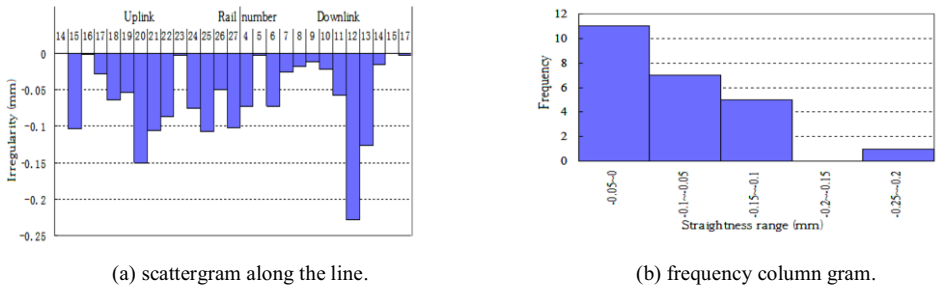 Uplink Rail number Downlink
14 15 16 17 18 19 20 21 22 23 24 25 26 27 4 5 6 7 8 9 10 11 12 13 14 15 17
0
-0.05
-0.1
-0.15
-0.2
-0.25
Irregularity (mm)
(a) scattergram along the line.
12
10
8
6
4
2
0
Frequency
-0.05~0
-0.1~-0.05
-0.15~-0.1
-0.2~-0.15
-0.25~-0.2
Straightness range (mm)
(b) frequency column gram.